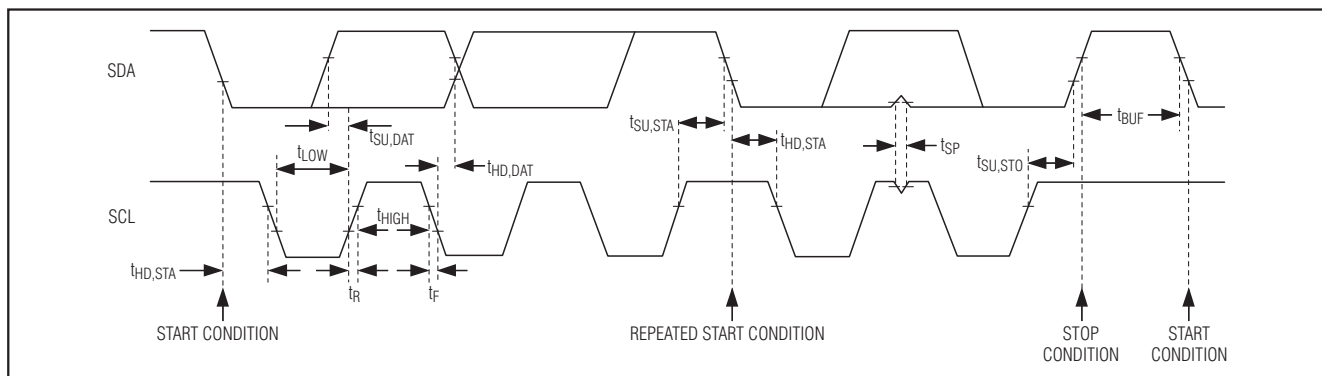 SDA
tSU,DAT
tLOW
tHD,DAT
tSU,STA
tHD,STA
tSP
tBUF
tSU,STO
SCL
tHIGH
tHD,STA
tR
tF
START CONDITION
REPEATED START CONDITION
STOP
CONDITION
START
CONDITION